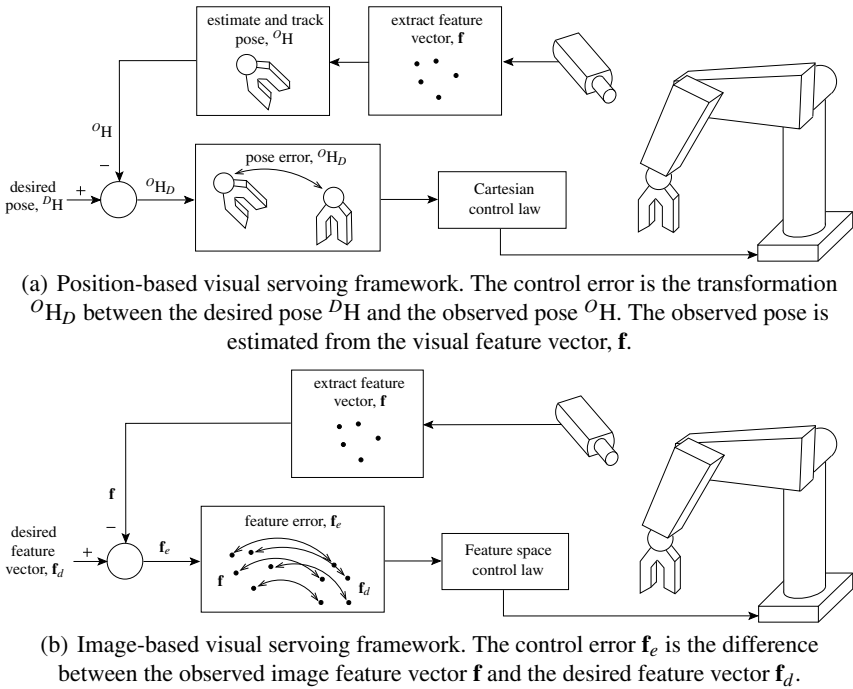 estimate and track
pose, ᴼH
extract feature
vector, f
ᴼH
−
desired
pose, ᴰH
+
ᴼH_D
pose error, ᴼH_D
Cartesian
control law
(a) Position-based visual servoing framework. The control error is the transformation
ᴼH_D between the desired pose ᴰH and the observed pose ᴼH. The observed pose is
estimated from the visual feature vector, f.
extract feature
vector, f
f
−
desired
feature
vector, f_d
+
f_e
feature error, f_e
f
f_d
Feature space
control law
(b) Image-based visual servoing framework. The control error f_e is the difference
between the observed image feature vector f and the desired feature vector f_d.